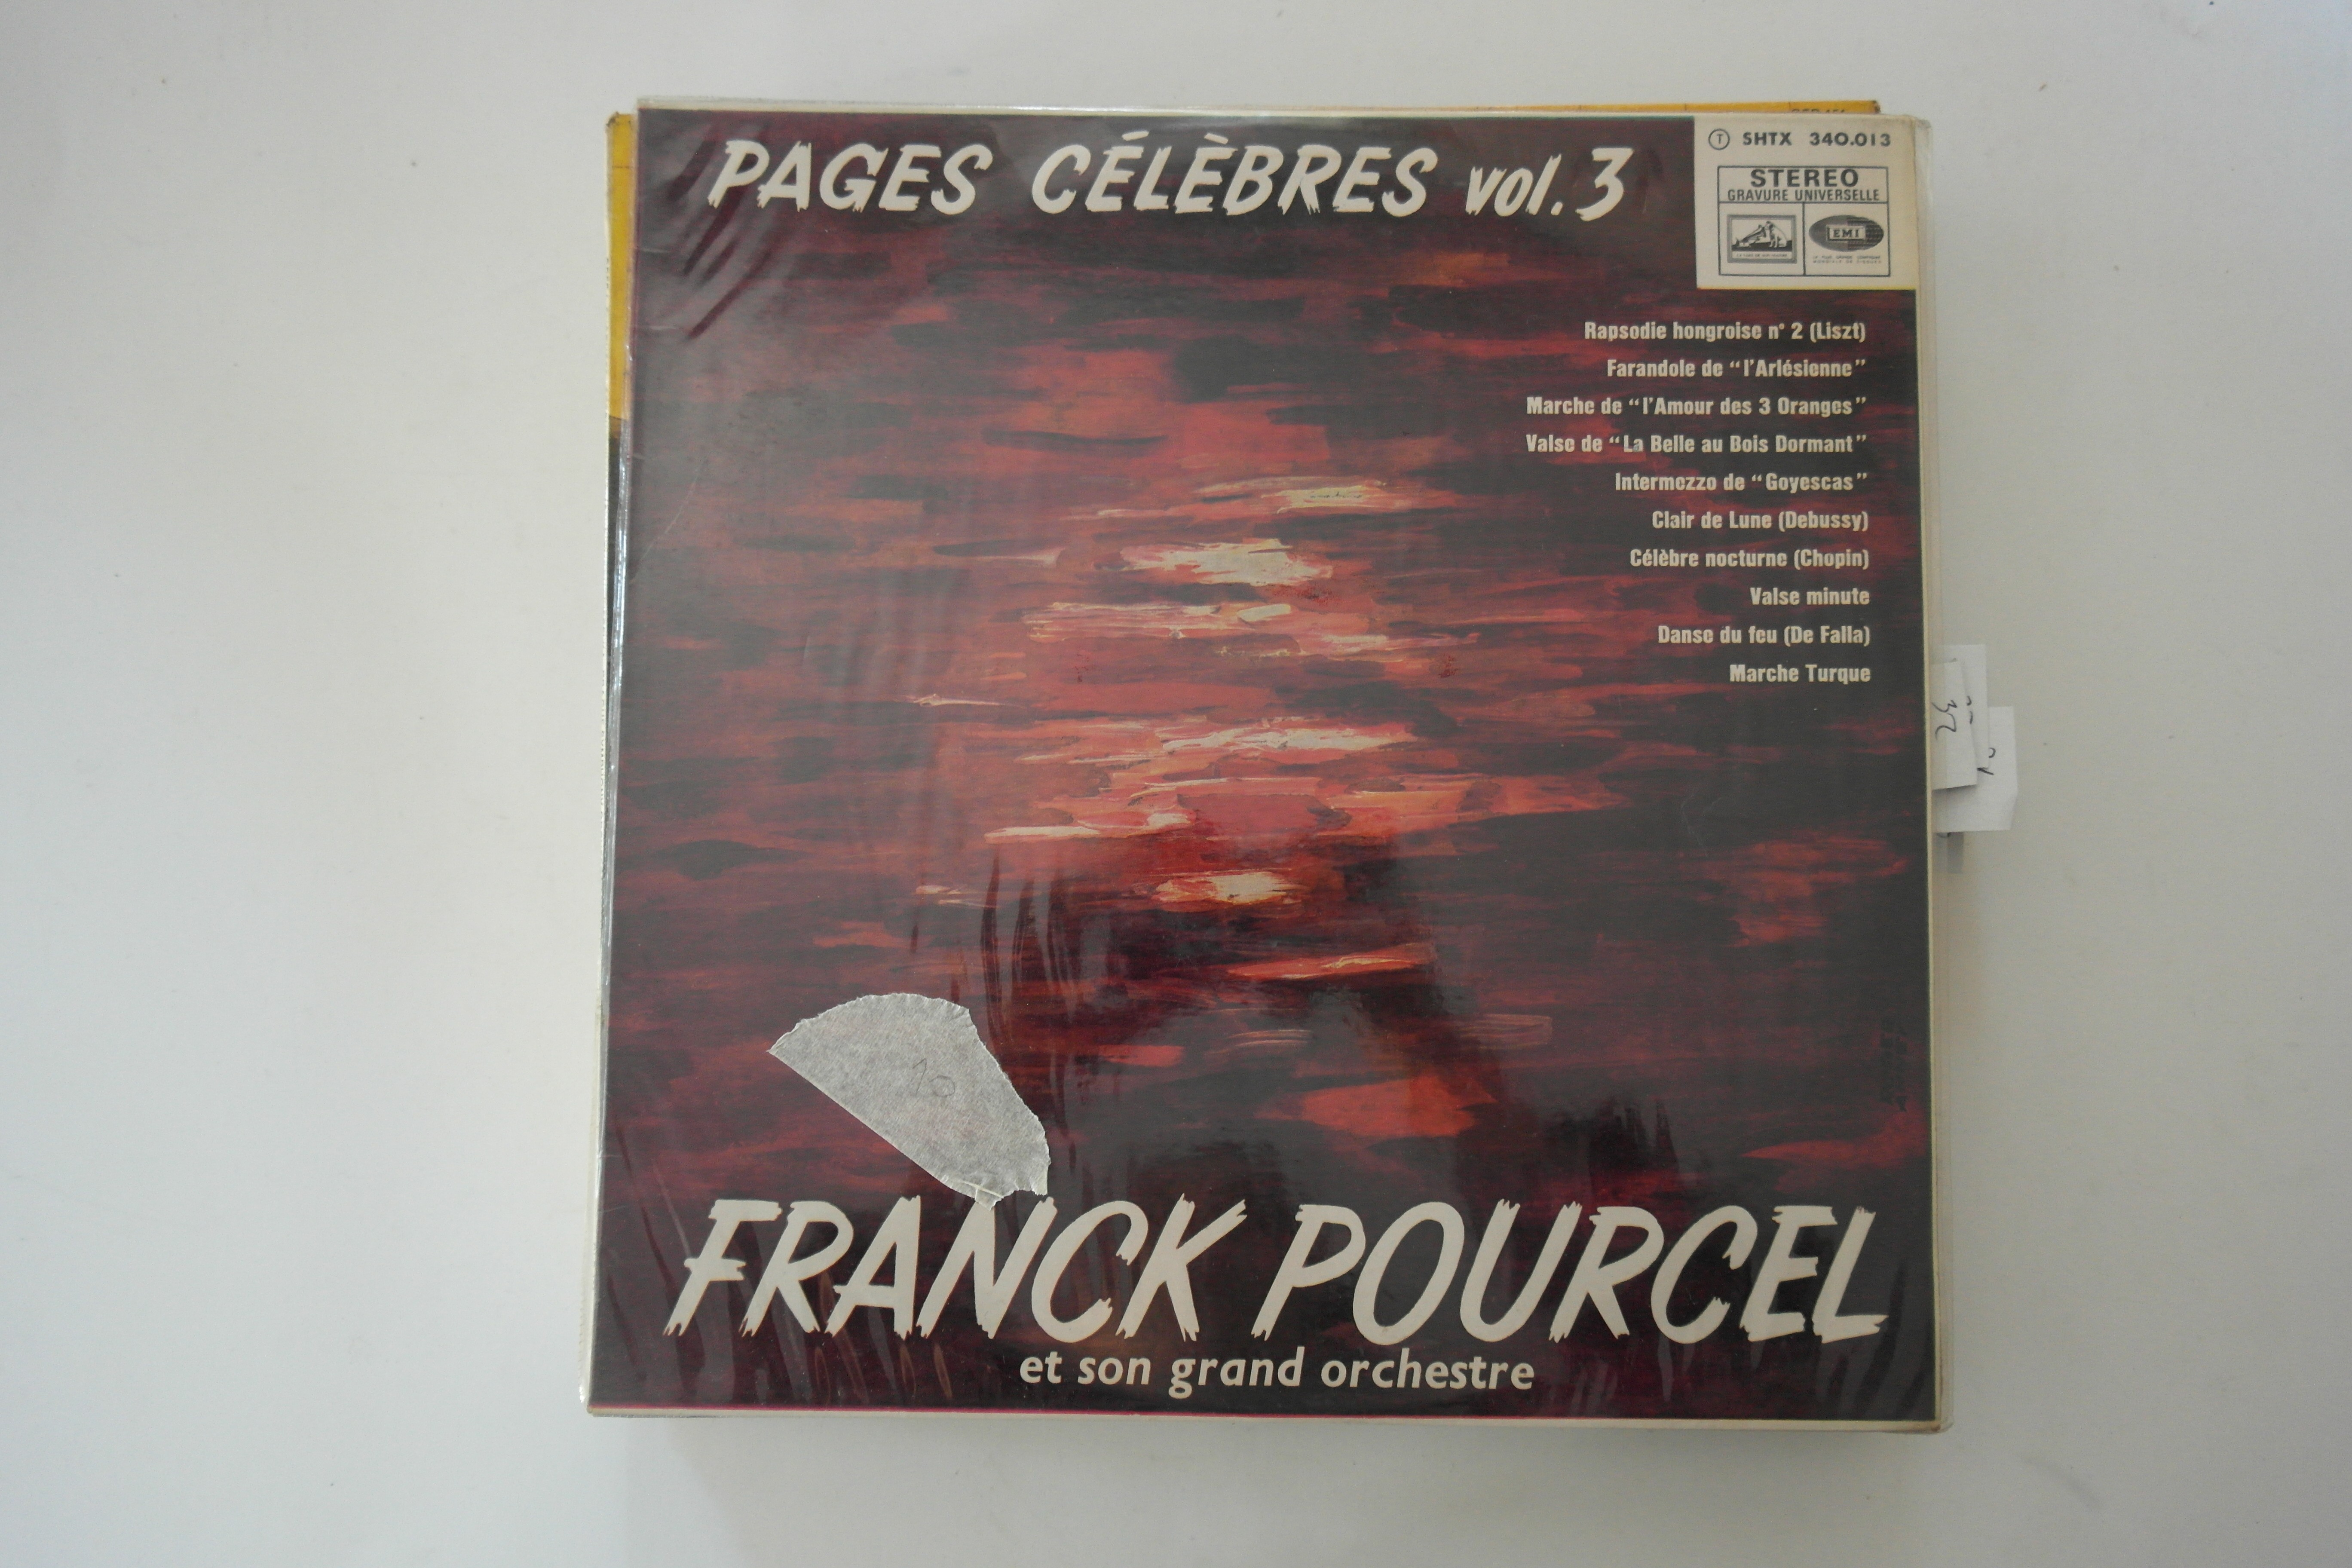 PAGES CÉLÈBRES vol. 3
Ⓣ SHTX 340.013
STEREO
GRAVURE UNIVERSELLE
EMI
Rapsodie hongroise n° 2 (Liszt)
Farandole de "l'Arlésienne"
Marche de "l'Amour des 3 Oranges"
Valse de "La Belle au Bois Dormant"
Intermezzo de "Goyescas"
Clair de Lune (Debussy)
Célèbre nocturne (Chopin)
Valse minute
Danse du feu (De Falla)
Marche Turque
32
10
FRANCK POURCEL
et son grand orchestre